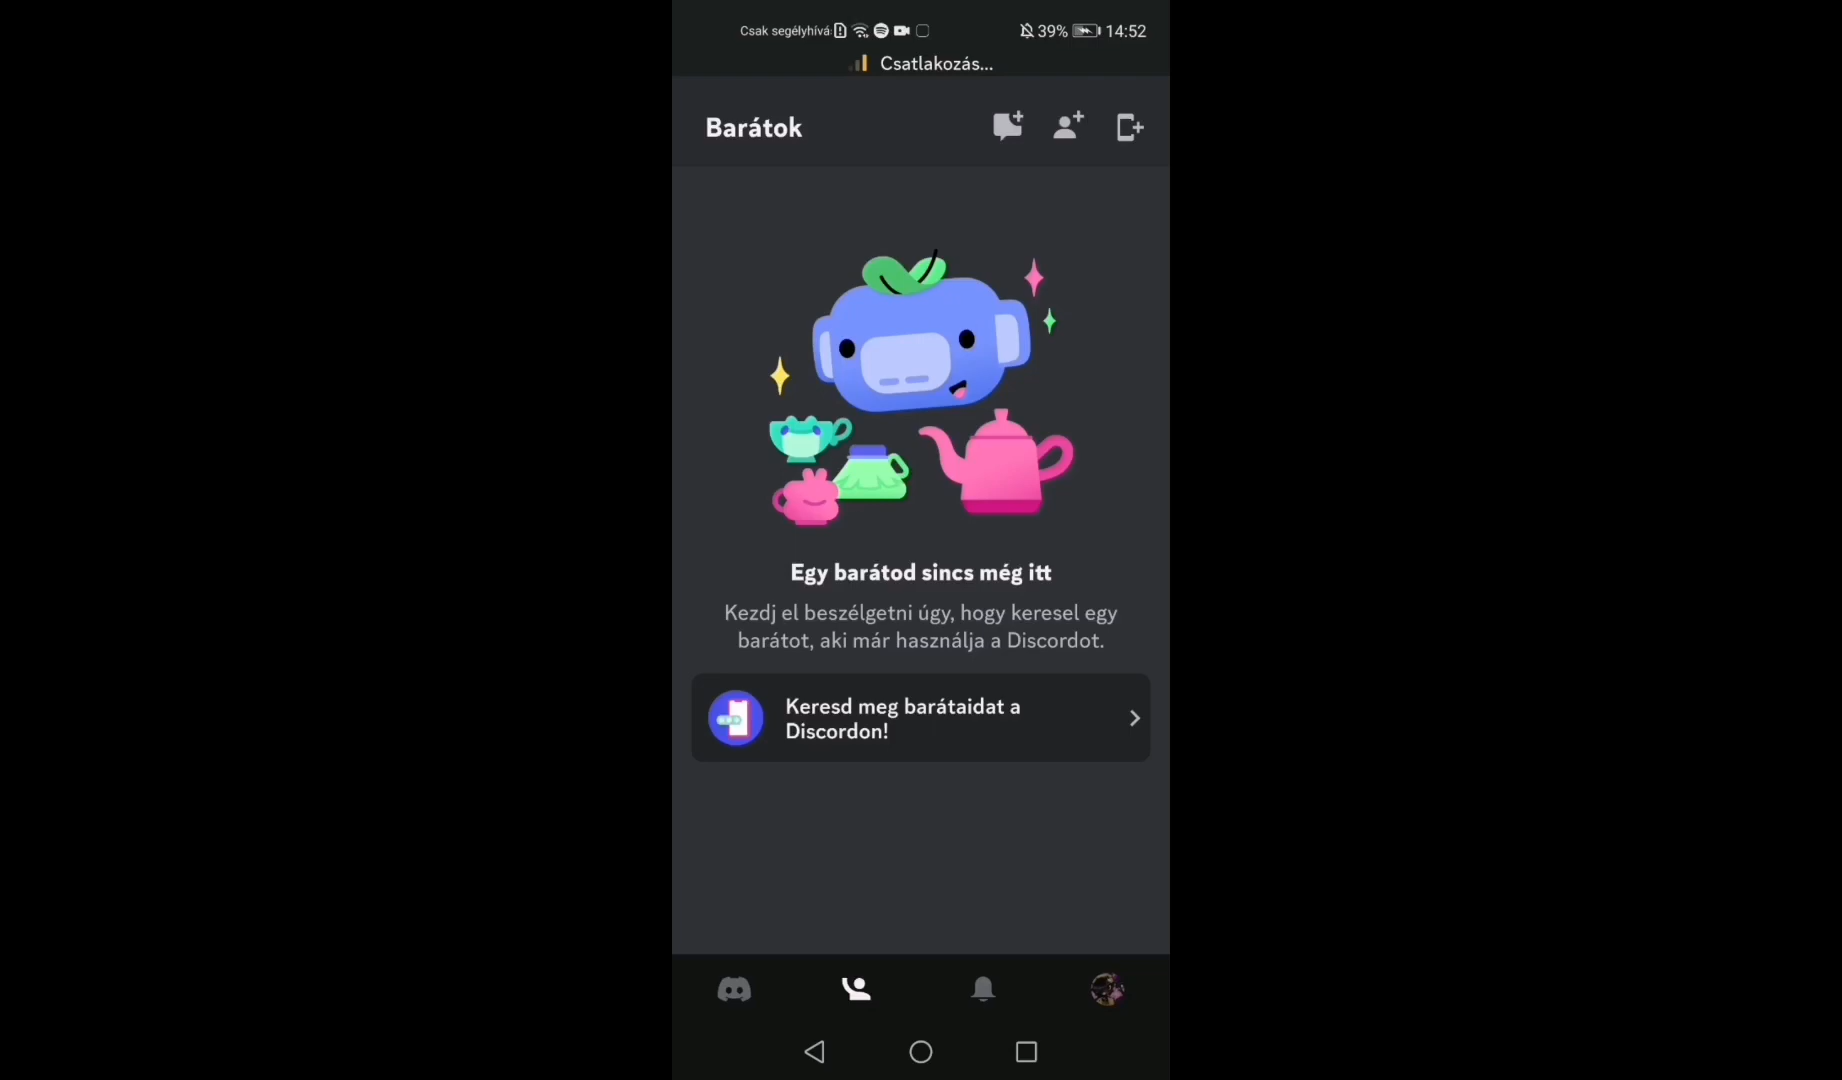 Csak segélyhívá 39% 14:52
Csatlakozás...
Barátok
Egy barátod sincs még itt
Kezdj el beszélgetni úgy, hogy keresel egy
barátot, aki már használja a Discordot.
Keresd meg barátaidat a
Discordon!